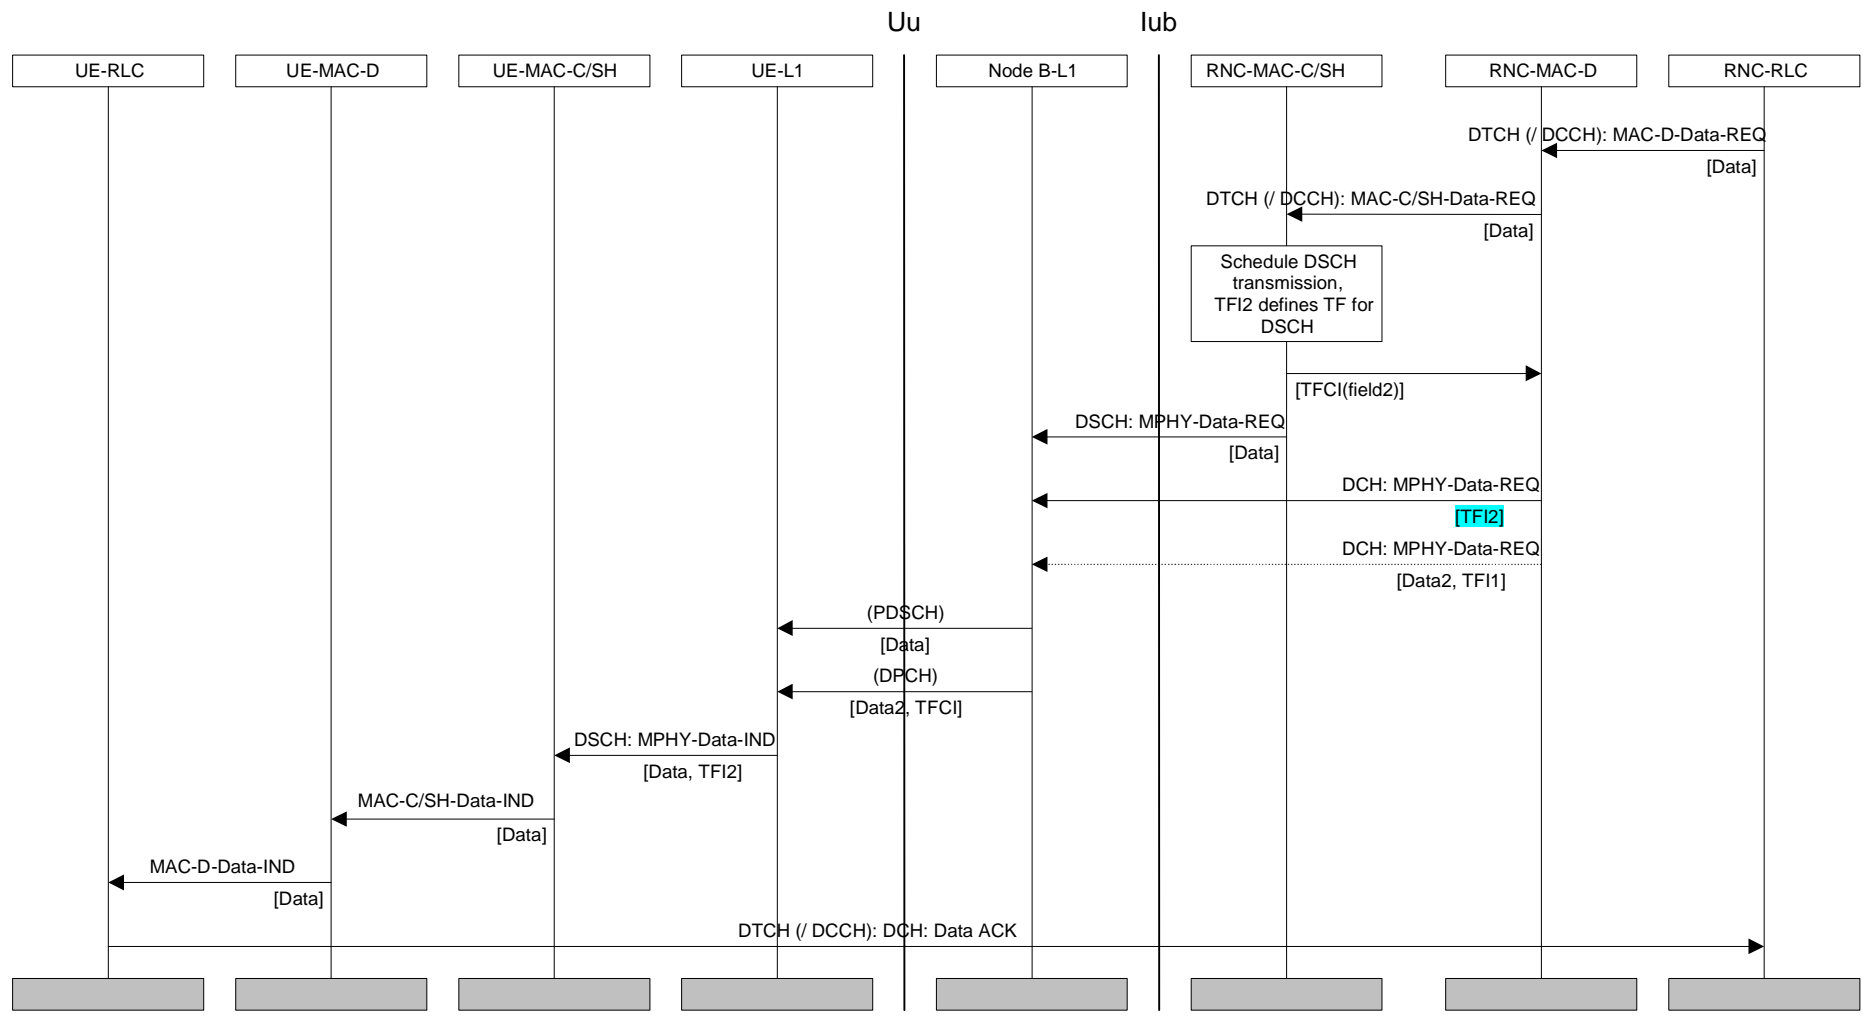 Uu
Iub
UE-RLC
UE-MAC-D
UE-MAC-C/SH
UE-L1
Node B-L1
RNC-MAC-C/SH
RNC-MAC-D
RNC-RLC
DTCH (/ DCCH): MAC-D-Data-REQ
[Data]
DTCH (/ DCCH): MAC-C/SH-Data-REQ
[Data]
Schedule DSCH
transmission,
TFI2 defines TF for
DSCH
[TFCI(field2)]
DSCH: MPHY-Data-REQ
[Data]
DCH: MPHY-Data-REQ
[TFI2]
DCH: MPHY-Data-REQ
[Data2, TFI1]
(PDSCH)
[Data]
(DPCH)
[Data2, TFCI]
DSCH: MPHY-Data-IND
[Data, TFI2]
MAC-C/SH-Data-IND
[Data]
MAC-D-Data-IND
[Data]
DTCH (/ DCCH): DCH: Data ACK